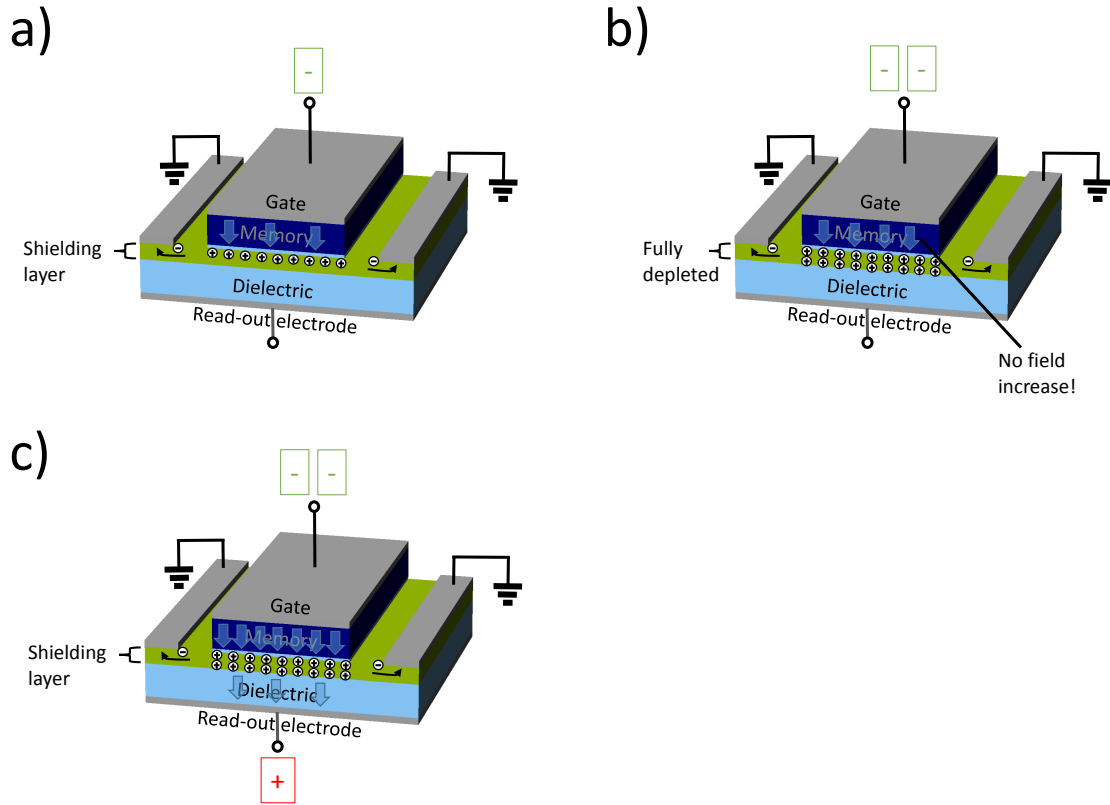 a)
-
Gate
Memory
Shielding
layer
Dielectric
Read-out electrode
b)
- -
Gate
Memory
Fully
depleted
Dielectric
Read-out electrode
No field
increase!
c)
- -
Gate
Memory
Shielding
layer
Dielectric
Read-out electrode
+